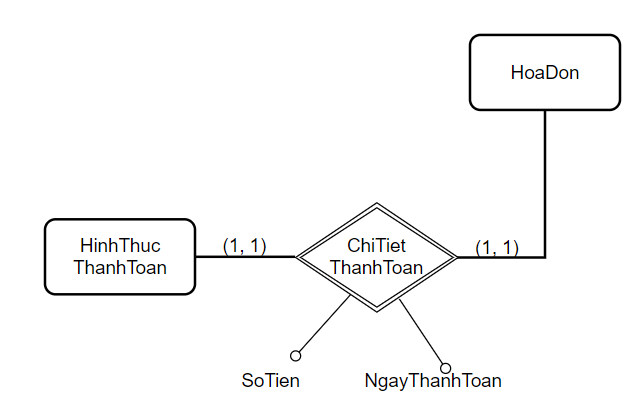 HoaDon
HinhThuc
ThanhToan
(1, 1)
ChiTiet
ThanhToan
(1, 1)
SoTien
NgayThanhToan